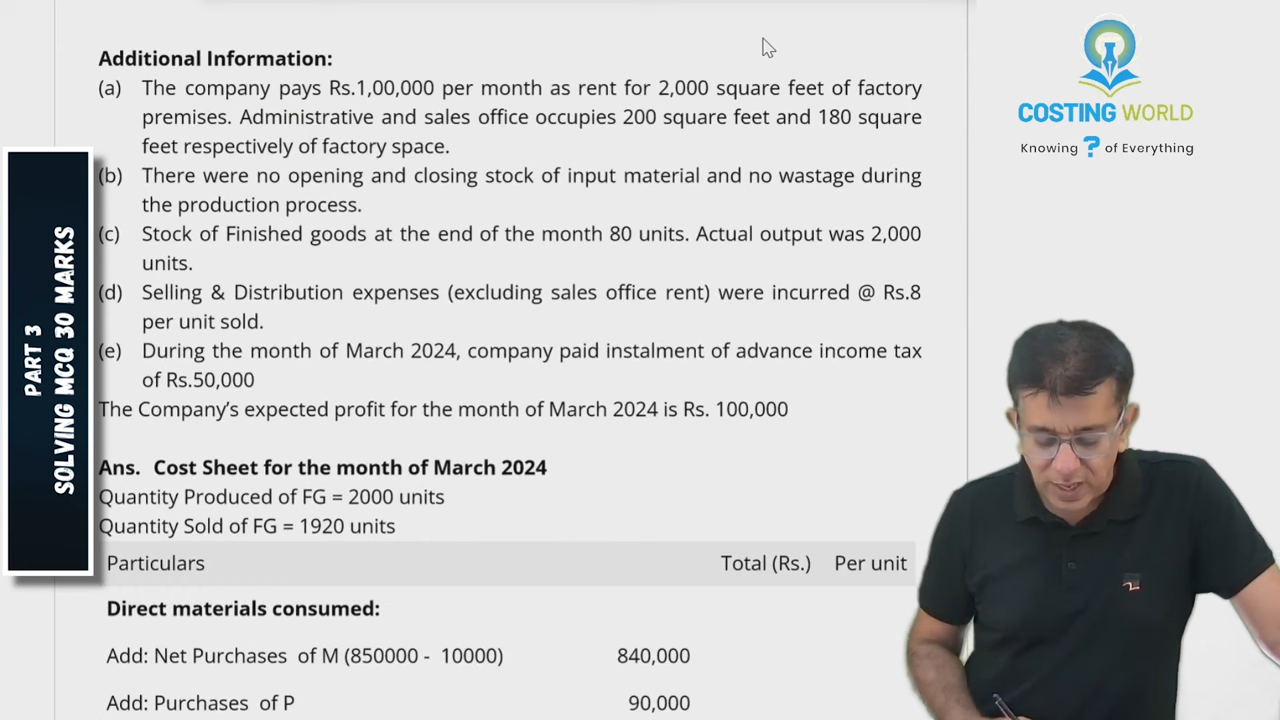 Additional Information:
(a) The company pays Rs.1,00,000 per month as rent for 2,000 square feet of factory
premises. Administrative and sales office occupies 200 square feet and 180 square
feet respectively of factory space.
(b) There were no opening and closing stock of input material and no wastage during
the production process.
(c) Stock of Finished goods at the end of the month 80 units. Actual output was 2,000
units.
(d) Selling & Distribution expenses (excluding sales office rent) were incurred @ Rs.8
per unit sold.
(e) During the month of March 2024, company paid instalment of advance income tax
of Rs.50,000
The Company's expected profit for the month of March 2024 is Rs. 100,000
Ans. Cost Sheet for the month of March 2024
Quantity Produced of FG = 2000 units
Quantity Sold of FG = 1920 units
Particulars Total (Rs.) Per unit
Direct materials consumed:
Add: Net Purchases of M (850000 - 10000) 840,000
Add: Purchases of P 90,000
PART 3
SOLVING MCQ 30 MARKS
COSTING WORLD
Knowing ? of Everything